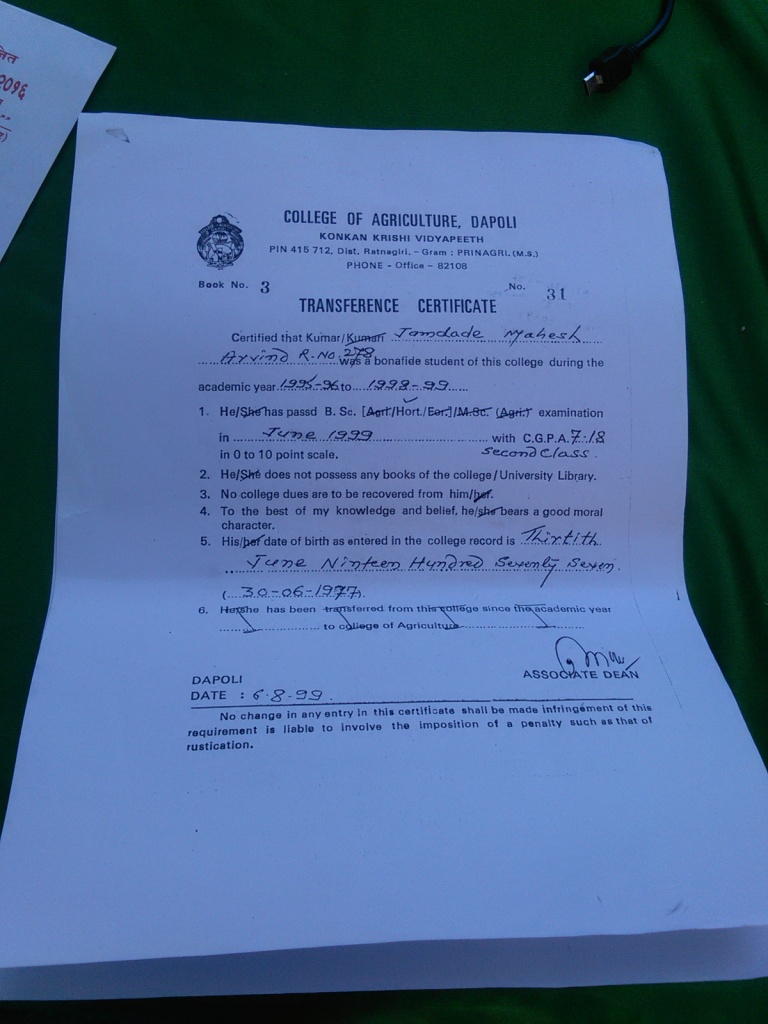 २०१६
COLLEGE OF AGRICULTURE, DAPOLI
KONKAN KRISHI VIDYAPEETH
PIN 415 712, Dist. Ratnagiri, - Gram : PRINAGRI. (M.S.)
PHONE - Office - 82108
Book No. 3 No. 31
TRANSFERENCE CERTIFICATE
Certified that Kumar/Kumari Jamdade Mahesh
Arvind R.No. 278 was a bonafide student of this college during the
academic year 1995-96 to 1998-99
1. He/She has passd B. Sc. [Agri/Hort./For.]/M.Sc. (Agri.) examination
in June 1999 with C.G.P.A. 7.18
in 0 to 10 point scale. Second Class.
2. He/She does not possess any books of the college/University Library.
3. No college dues are to be recovered from him/her.
4. To the best of my knowledge and belief, he/she bears a good moral
character.
5. His/her date of birth as entered in the college record is Thirtith
June Ninteen Hundred Seventy Seven.
(30-06-1977)
6. He/she has been transferred from this college since the academic year
to college of Agriculture
ASSOCIATE DEAN
DAPOLI
DATE : 6.8.99
No change in any entry in this certificate shall be made infringement of this
requirement is liable to involve the imposition of a penalty such as that of
rustication.